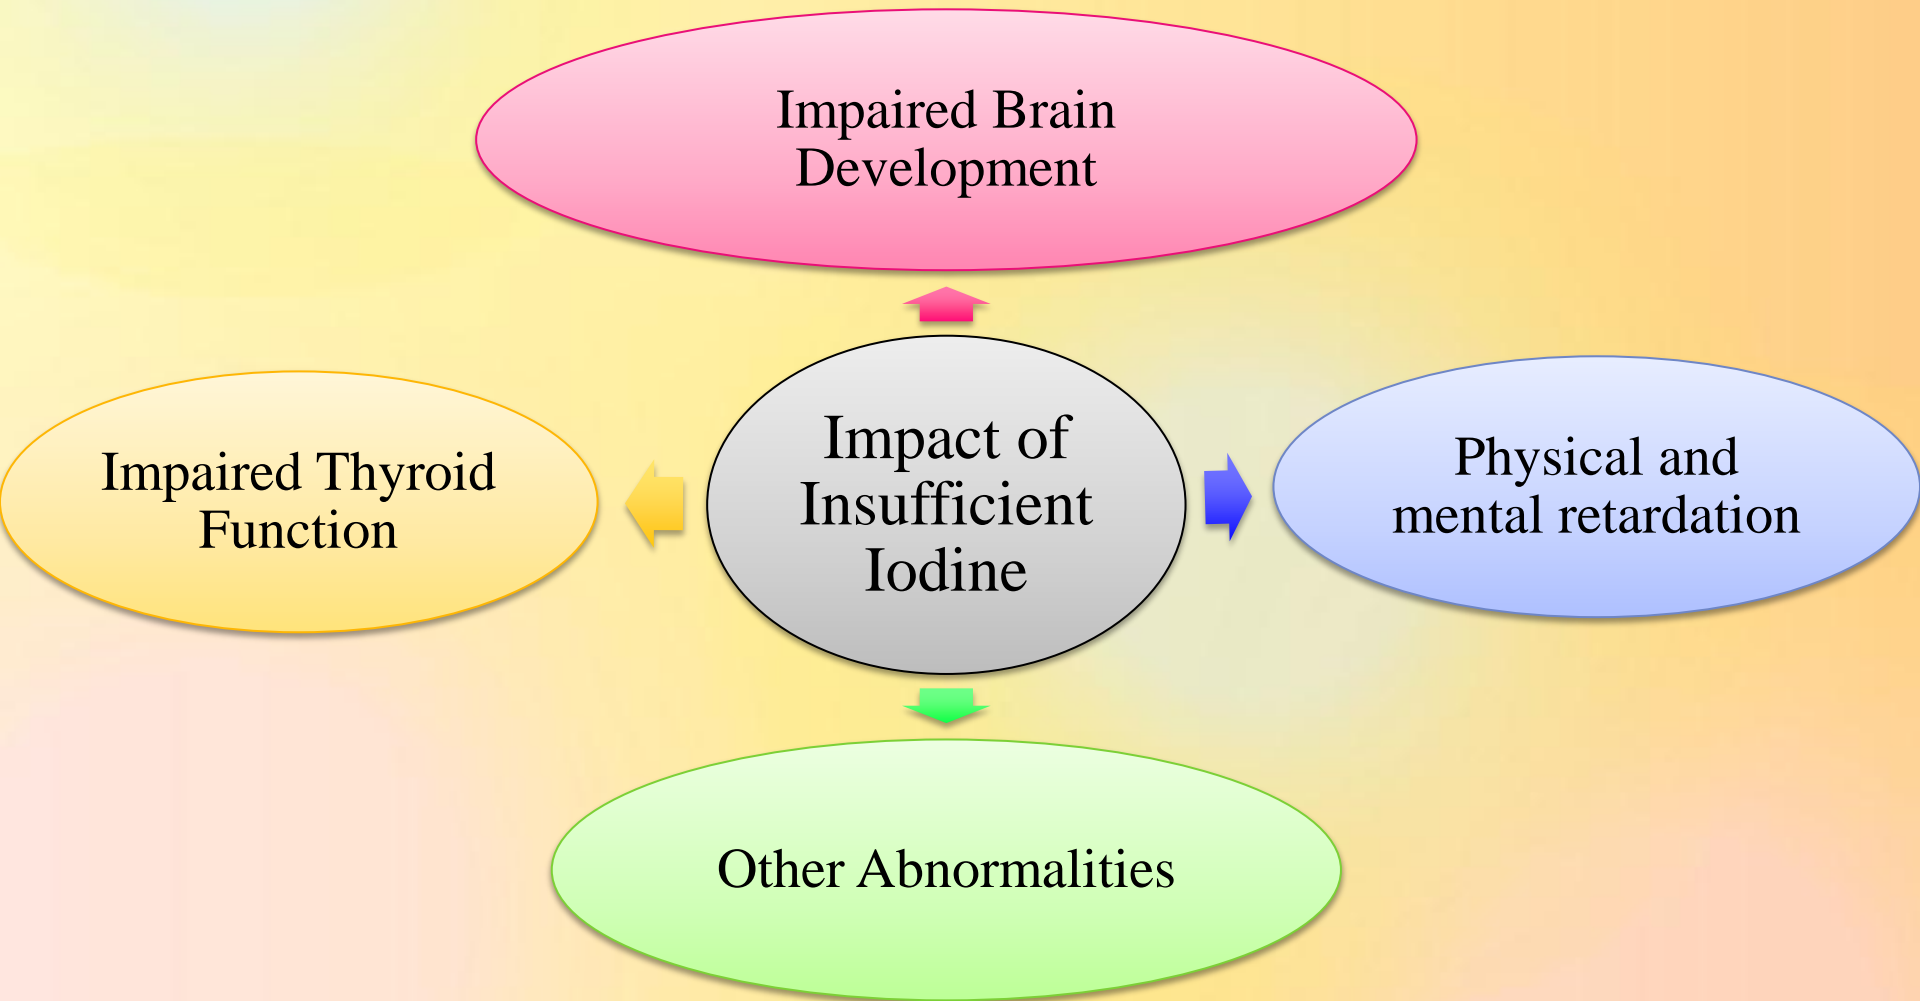 Impaired Brain
Development
Impaired Thyroid
Function
Impact of
Insufficient
Iodine
Physical and
mental retardation
Other Abnormalities